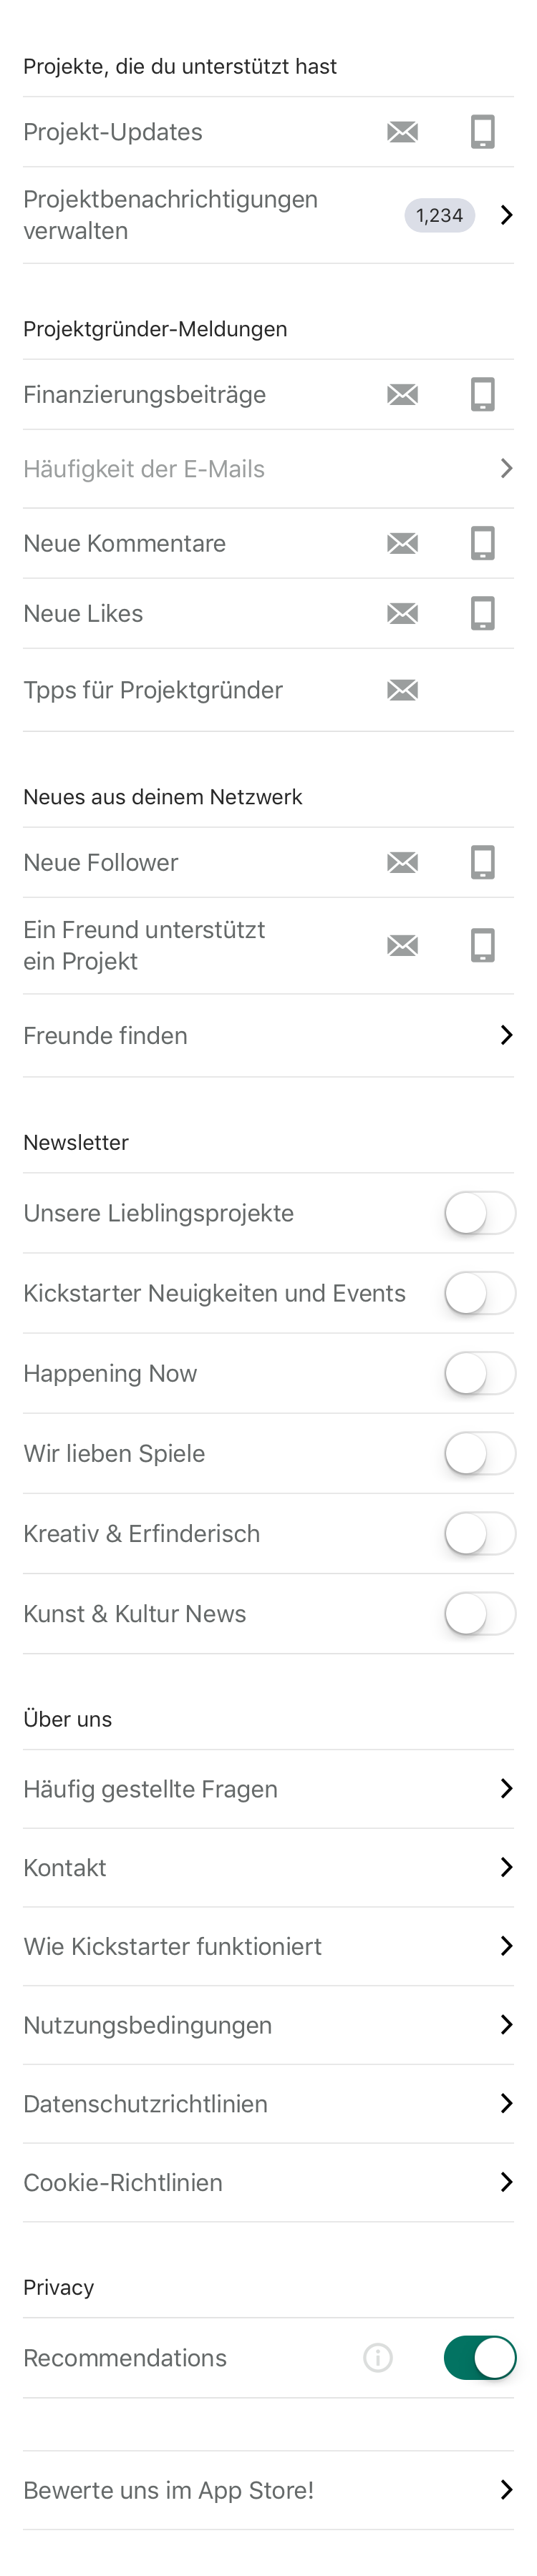 Projekte, die du unterstützt hast
Projekt-Updates
Projektbenachrichtigungen
verwalten
1,234
Projektgründer-Meldungen
Finanzierungsbeiträge
Häufigkeit der E-Mails
Neue Kommentare
Neue Likes
Tpps für Projektgründer
Neues aus deinem Netzwerk
Neue Follower
Ein Freund unterstützt
ein Projekt
Freunde finden
Newsletter
Unsere Lieblingsprojekte
Kickstarter Neuigkeiten und Events
Happening Now
Wir lieben Spiele
Kreativ & Erfinderisch
Kunst & Kultur News
Über uns
Häufig gestellte Fragen
Kontakt
Wie Kickstarter funktioniert
Nutzungsbedingungen
Datenschutzrichtlinien
Cookie-Richtlinien
Privacy
Recommendations
Bewerte uns im App Store!